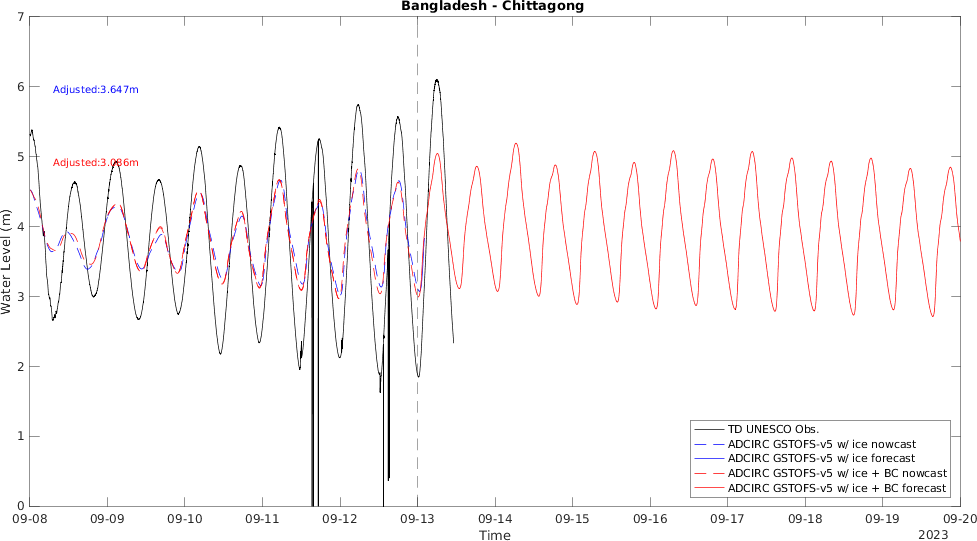 Bangladesh - Chittagong
7
6
5
4
3
2
1
0
Water Level (m)
Adjusted:3.647m
Adjusted:3.036m
TD UNESCO Obs.
ADCIRC GSTOFS-v5 w/ ice nowcast
ADCIRC GSTOFS-v5 w/ ice forecast
ADCIRC GSTOFS-v5 w/ ice + BC nowcast
ADCIRC GSTOFS-v5 w/ ice + BC forecast
09-08 09-09 09-10 09-11 09-12 09-13 09-14 09-15 09-16 09-17 09-18 09-19 09-20
Time
2023